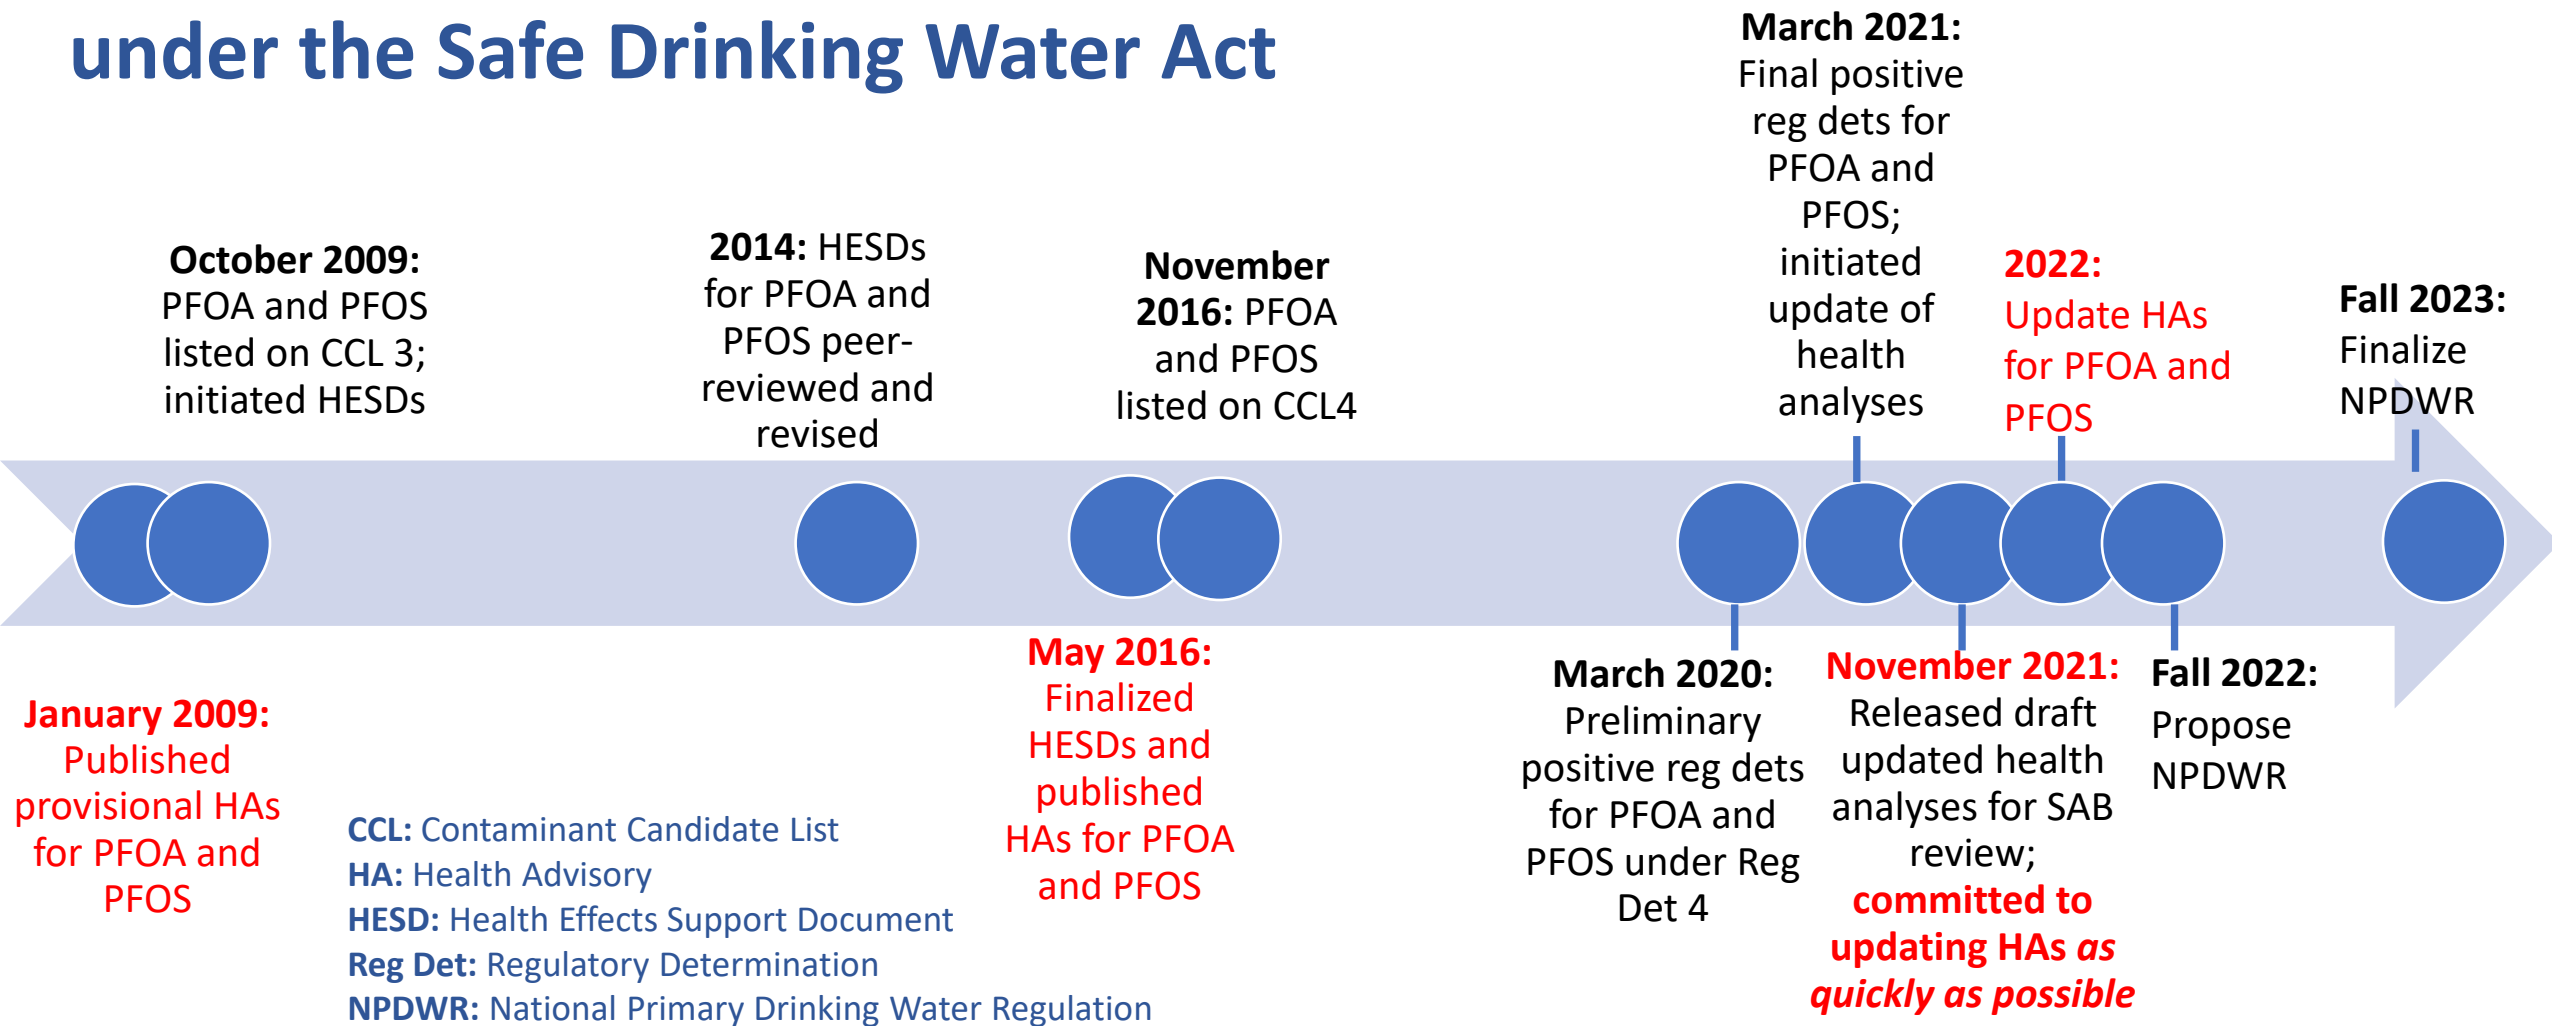 under the Safe Drinking Water Act
October 2009:
PFOA and PFOS
listed on CCL 3;
initiated HESDs
2014: HESDs
for PFOA and
PFOS peer-
reviewed and
revised
November
2016: PFOA
and PFOS
listed on CCL4
March 2021:
Final positive
reg dets for
PFOA and
PFOS;
initiated
update of
health
analyses
2022:
Update HAs
for PFOA and
PFOS
Fall 2023:
Finalize
NPDWR
January 2009:
Published
provisional HAs
for PFOA and
PFOS
May 2016:
Finalized
HESDs and
published
HAs for PFOA
and PFOS
March 2020:
Preliminary
positive reg dets
for PFOA and
PFOS under Reg
Det 4
November 2021:
Released draft
updated health
analyses for SAB
review;
committed to
updating HAs as
quickly as possible
Fall 2022:
Propose
NPDWR
CCL: Contaminant Candidate List
HA: Health Advisory
HESD: Health Effects Support Document
Reg Det: Regulatory Determination
NPDWR: National Primary Drinking Water Regulation